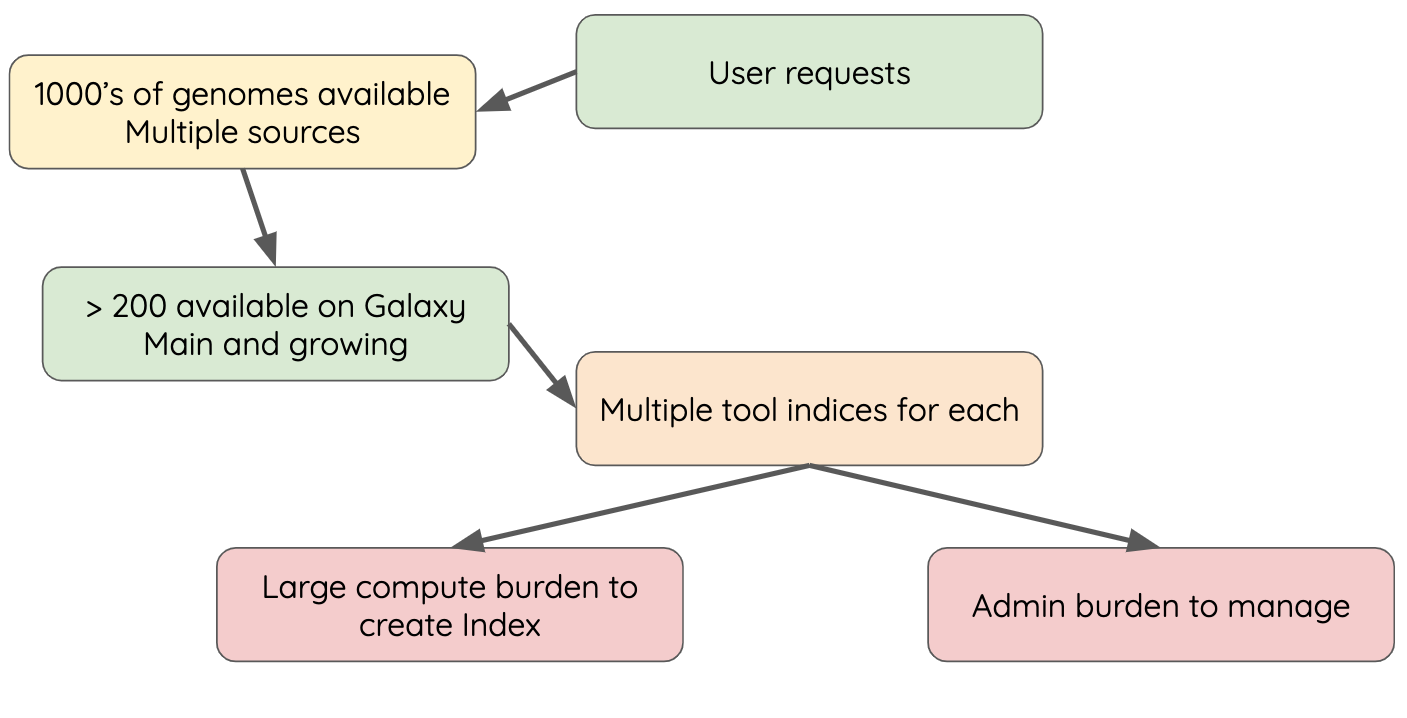 User requests
1000’s of genomes available
Multiple sources
> 200 available on Galaxy
Main and growing
Multiple tool indices for each
Large compute burden to
create Index
Admin burden to manage